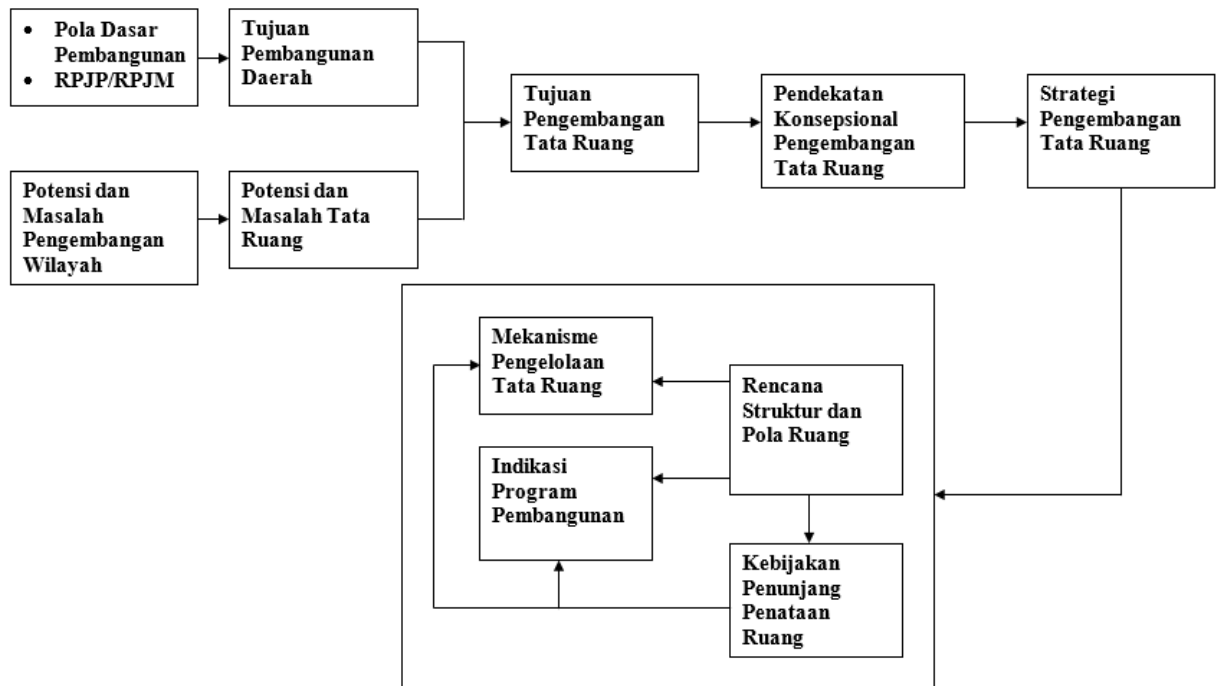 • Pola Dasar
Pembangunan
• RPJP/RPJM
Tujuan
Pembangunan
Daerah
Tujuan
Pengembangan
Tata Ruang
Pendekatan
Konsepsional
Pengembangan
Tata Ruang
Strategi
Pengembangan
Tata Ruang
Potensi dan
Masalah
Pengembangan
Wilayah
Potensi dan
Masalah Tata
Ruang
Mekanisme
Pengelolaan
Tata Ruang
Rencana
Struktur dan
Pola Ruang
Indikasi
Program
Pembangunan
Kebijakan
Penunjang
Penataan
Ruang